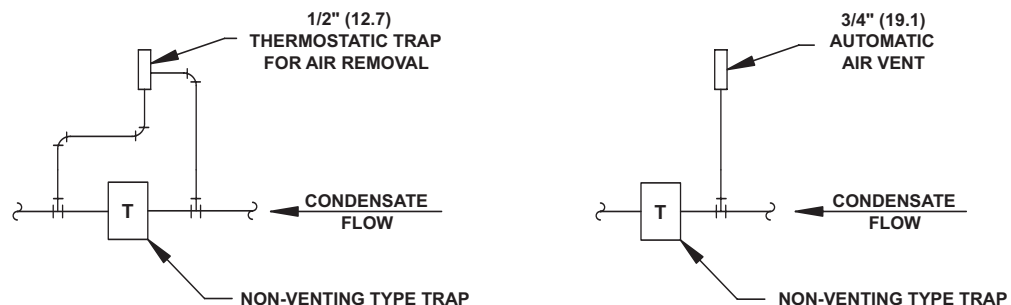 1/2" (12.7)
THERMOSTATIC TRAP
FOR AIR REMOVAL
T
CONDENSATE
FLOW
NON-VENTING TYPE TRAP
3/4" (19.1)
AUTOMATIC
AIR VENT
T
CONDENSATE
FLOW
NON-VENTING TYPE TRAP